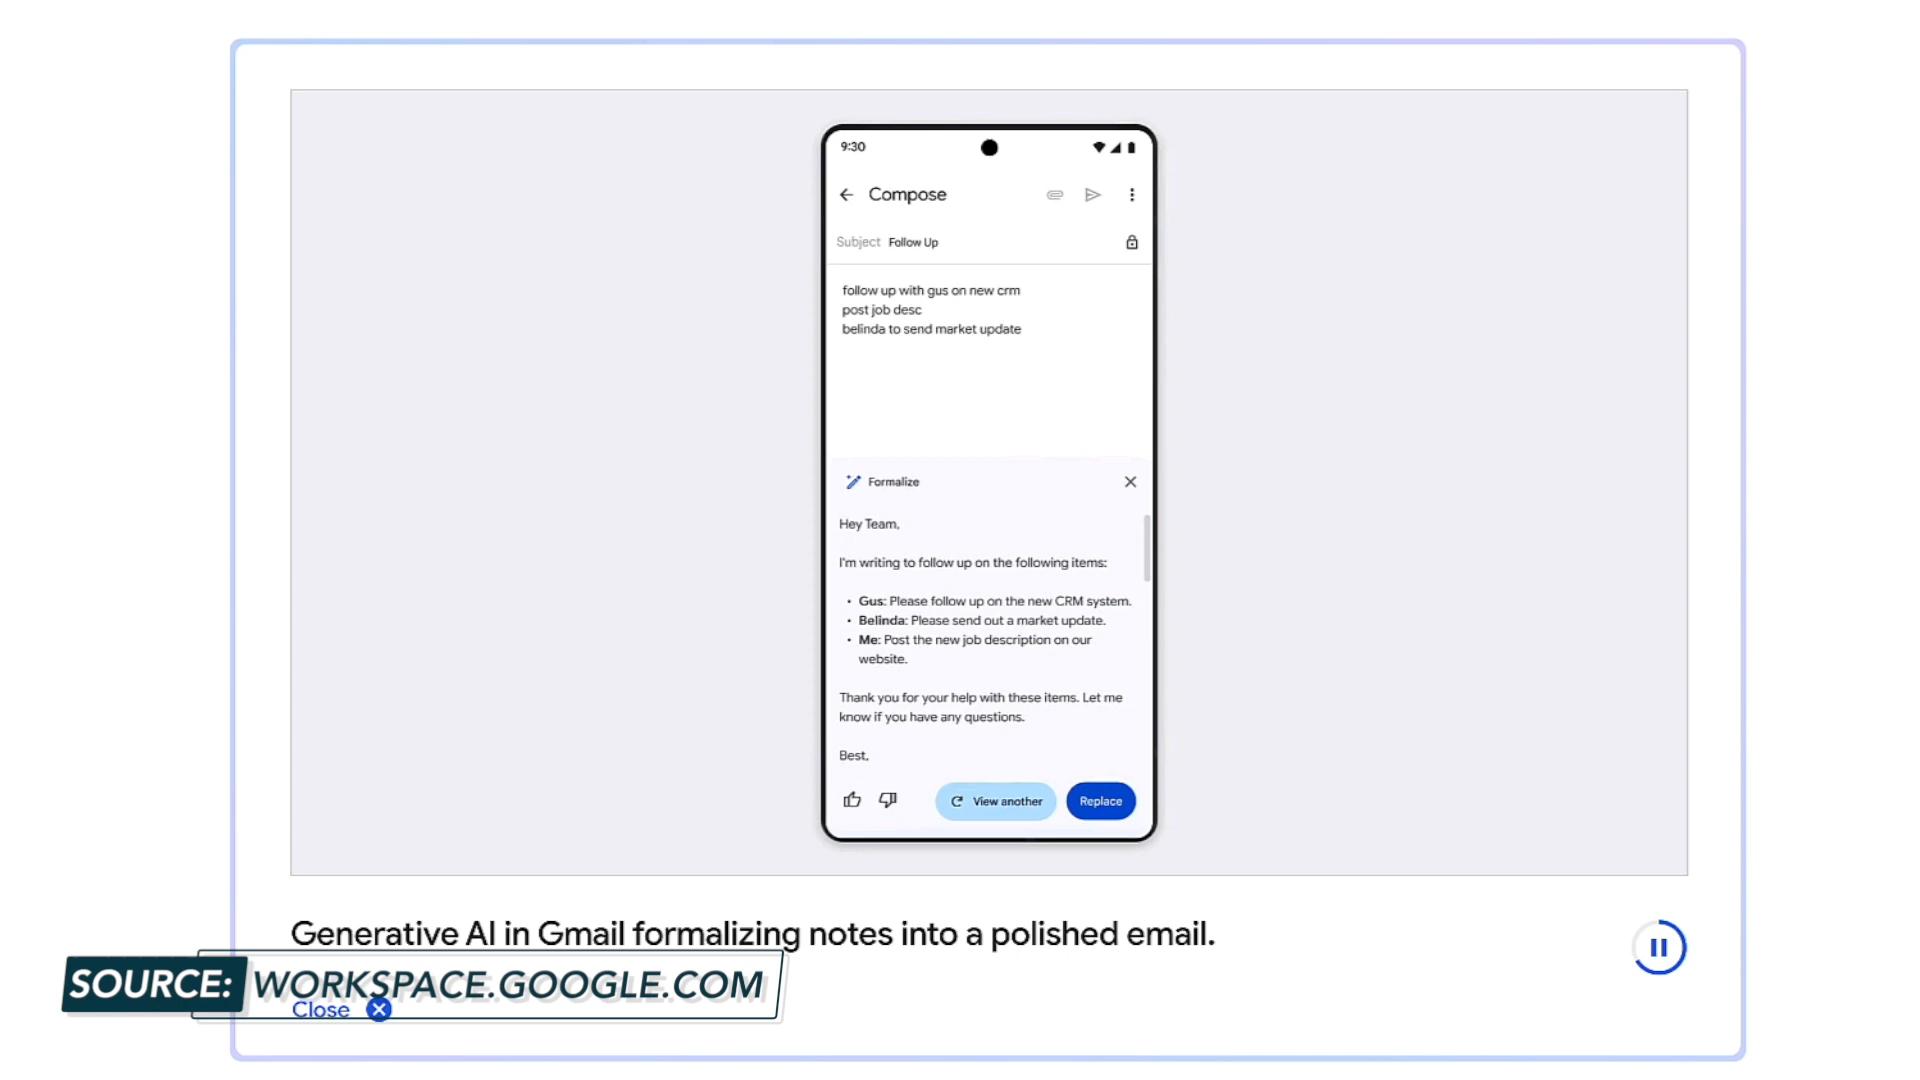 9:30
Compose
Subject Follow Up
follow up with gus on new crm
post job desc
belinda to send market update
Formalize
Hey Team,
I'm writing to follow up on the following items:
• Gus: Please follow up on the new CRM system.
• Belinda: Please send out a market update.
• Me: Post the new job description on our
website.
Thank you for your help with these items. Let me
know if you have any questions.
Best,
View another
Replace
Generative AI in Gmail formalizing notes into a polished email.
SOURCE: WORKSPACE.GOOGLE.COM
Close